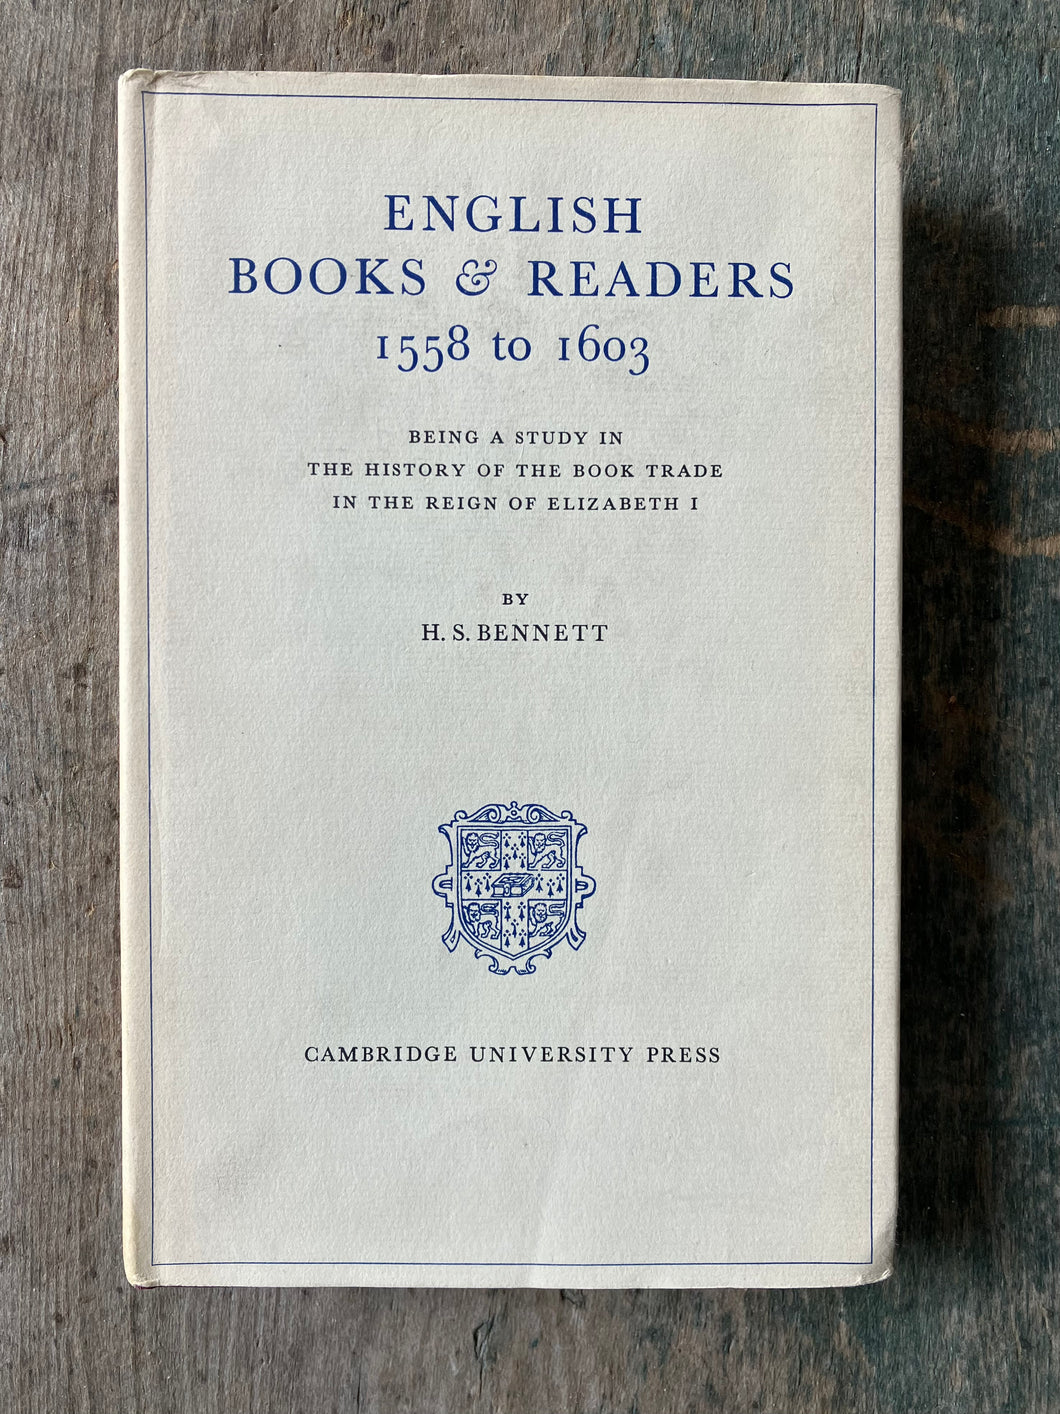 ENGLISH
BOOKS & READERS
1558 to 1603
BEING A STUDY IN
THE HISTORY OF THE BOOK TRADE
IN THE REIGN OF ELIZABETH I
BY
H. S. BENNETT
CAMBRIDGE UNIVERSITY PRESS